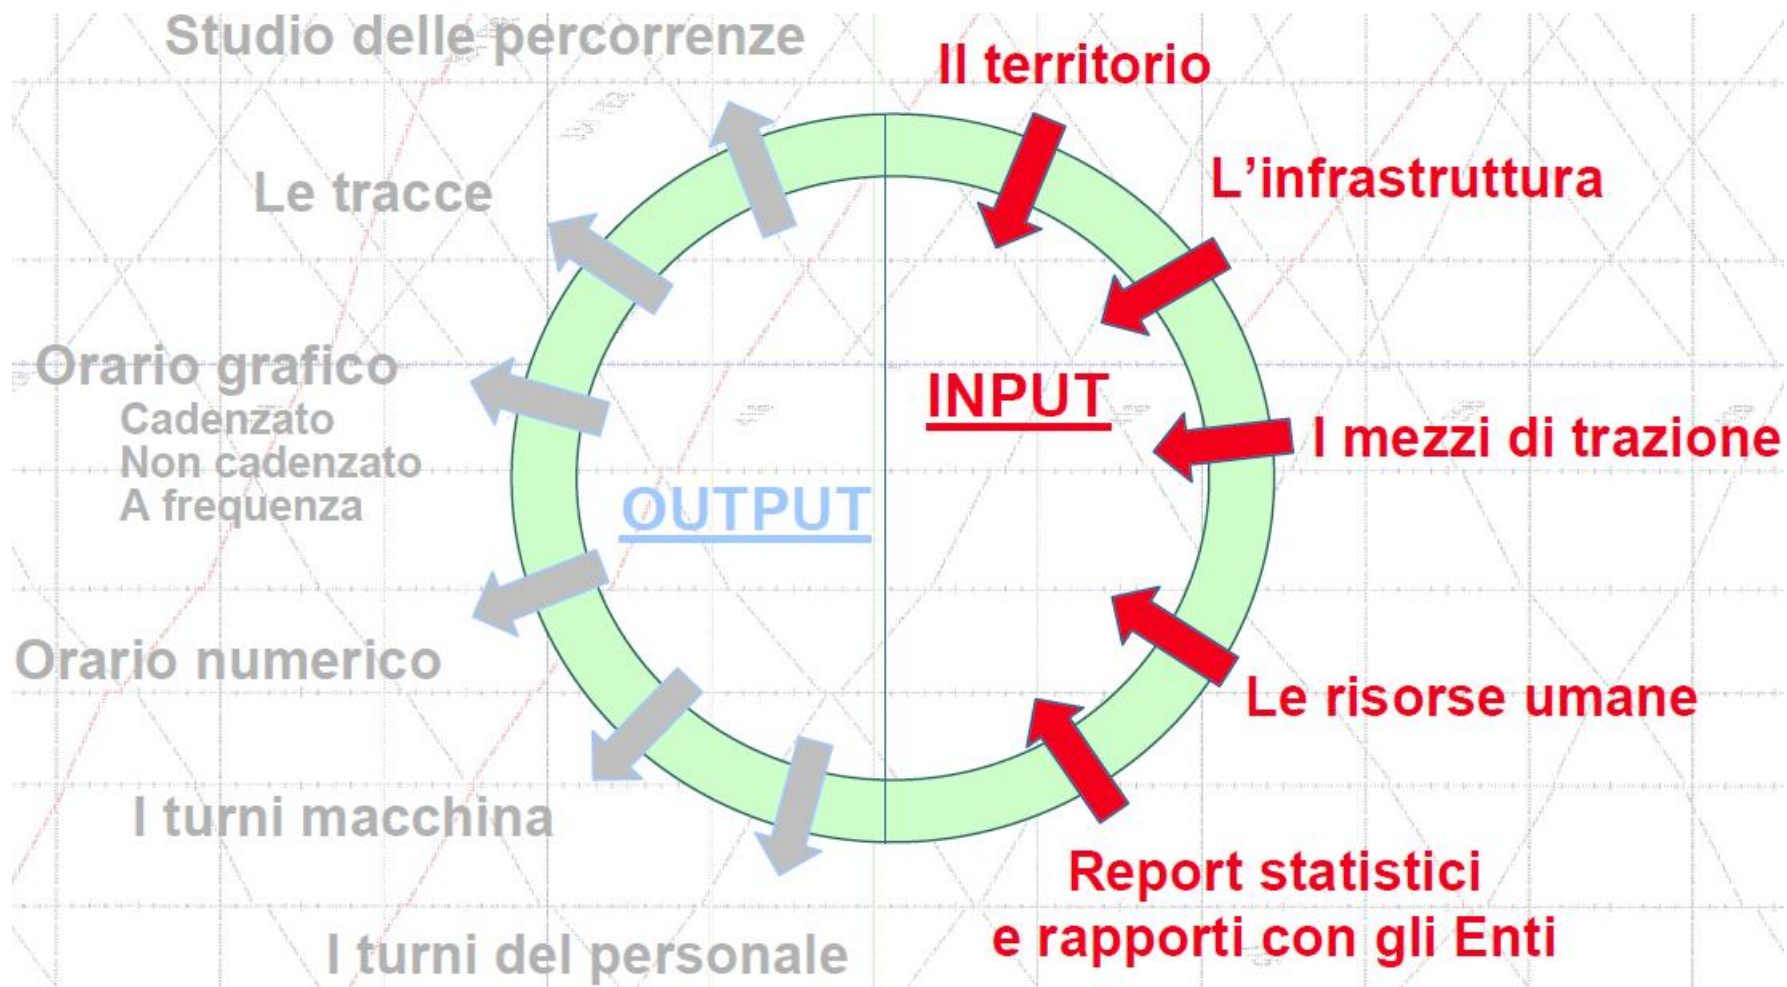 Studio delle percorrenze
Il territorio
Le tracce
L'infrastruttura
Orario grafico
Cadenzato
Non cadenzato
A frequenza
INPUT
I mezzi di trazione
OUTPUT
Orario numerico
Le risorse umane
I turni macchina
Report statistici
e rapporti con gli Enti
I turni del personale